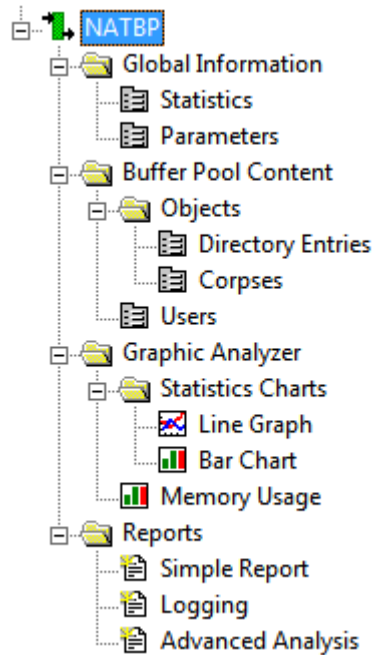 NATBP
Global Information
Statistics
Parameters
Buffer Pool Content
Objects
Directory Entries
Corpses
Users
Graphic Analyzer
Statistics Charts
Line Graph
Bar Chart
Memory Usage
Reports
Simple Report
Logging
Advanced Analysis